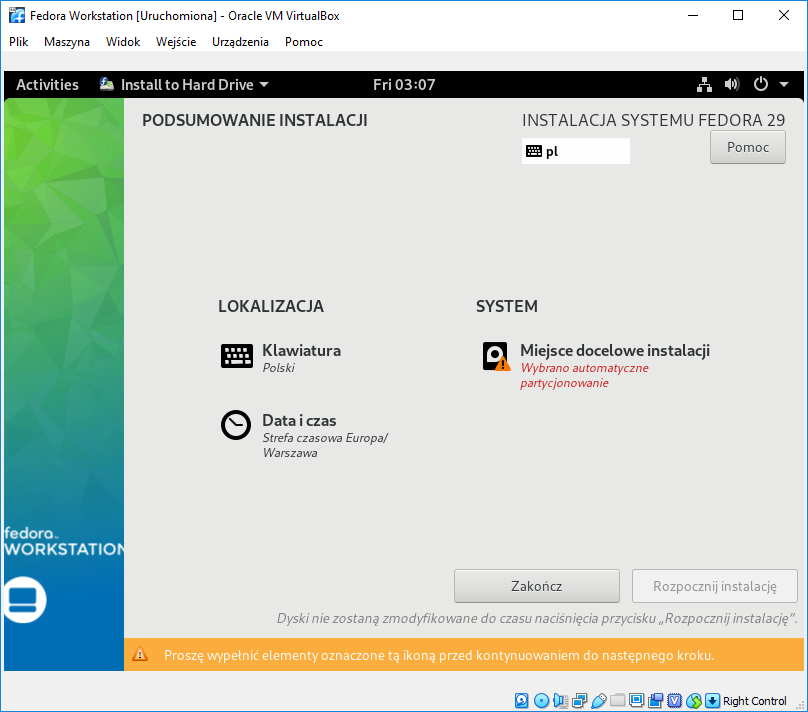 Fedora Workstation [Uruchomiona] - Oracle VM VirtualBox
Plik Maszyna Widok Wejście Urządzenia Pomoc
Activities Install to Hard Drive Fri 03:07
PODSUMOWANIE INSTALACJI
INSTALACJA SYSTEMU FEDORA 29
pl
Pomoc
LOKALIZACJA
SYSTEM
Klawiatura
Polski
Miejsce docelowe instalacji
Wybrano automatyczne
partycjonowanie
Data i czas
Strefa czasowa Europa/
Warszawa
fedora
WORKSTATION
Zakończ
Rozpocznij instalację
Dyski nie zostaną zmodyfikowane do czasu naciśnięcia przycisku „Rozpocznij instalację”.
Proszę wypełnić elementy oznaczone tą ikoną przed kontynuowaniem do następnego kroku.
Right Control